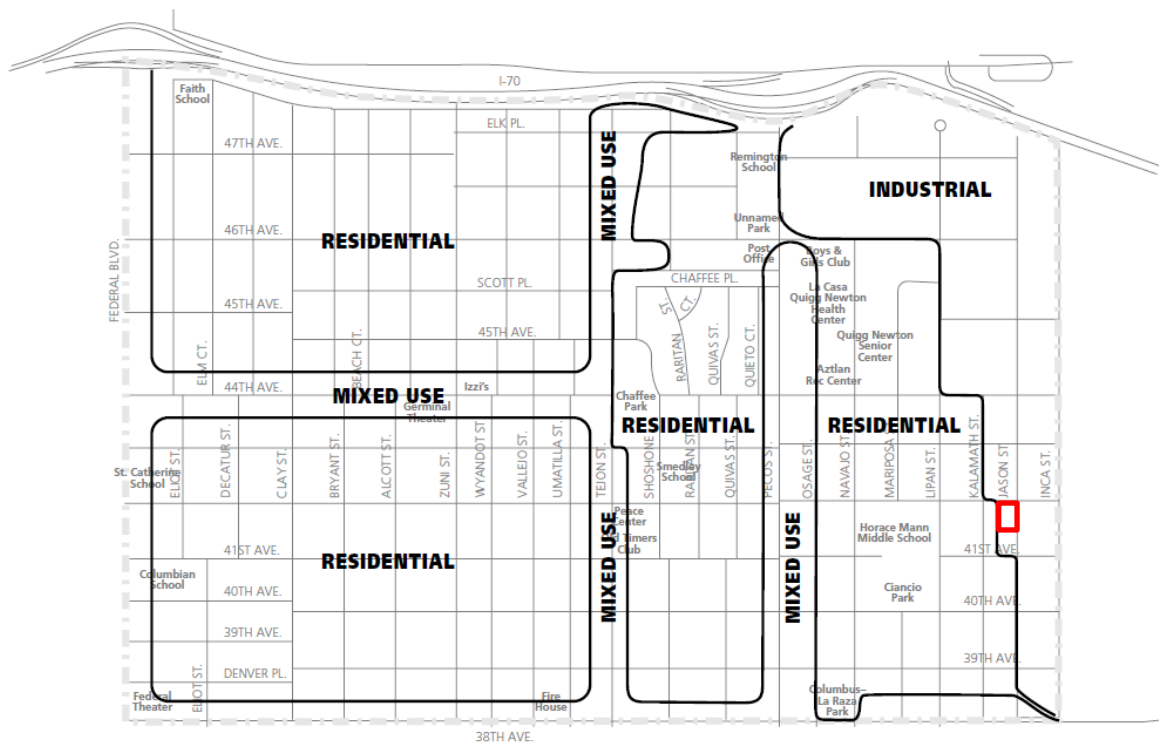 I-70
Faith
School
ELK PL.
47TH AVE.
MIXED USE
Remington
School
INDUSTRIAL
Unnamed
Park
46TH AVE.
RESIDENTIAL
FEDERAL BLVD.
Post
Office
Boys &
Girls Club
SCOTT PL.
CHAFFEE PL.
La Casa
Quigg Newton
Health
Center
45TH AVE.
ST.
CT.
45TH AVE.
RARITAN
QUIVAS ST.
QUIETO CT.
Quigg Newton
Senior
Center
ELM CT.
BEACH CT.
Aztlan
Rec Center
44TH AVE.
Izzi's
MIXED USE
Germinal
Theater
Chaffee
Park
RESIDENTIAL
RESIDENTIAL
St. Catherine
School
ELIOT ST.
DECATUR ST.
CLAY ST.
BRYANT ST.
ALCOTT ST.
ZUNI ST.
WYANDOT ST
VALLEJO ST.
UMATILLA ST.
TEJON ST.
SHOSHONE
Smedley
School
RARITAN ST.
QUIVAS ST.
PECOS ST.
OSAGE ST.
NAVAJO ST.
MARIPOSA
LIPAN ST.
KALAMATH ST.
JASON ST
INCA ST.
Peace
Center
Old Timers
Club
MIXED USE
MIXED USE
Horace Mann
Middle School
41ST AVE.
41ST AVE.
RESIDENTIAL
Columbian
School
40TH AVE.
Ciancio
Park
40TH AVE.
39TH AVE.
39TH AVE.
DENVER PL.
ELIOT ST.
Federal
Theater
Fire
House
Columbus–
La Raza
Park
38TH AVE.